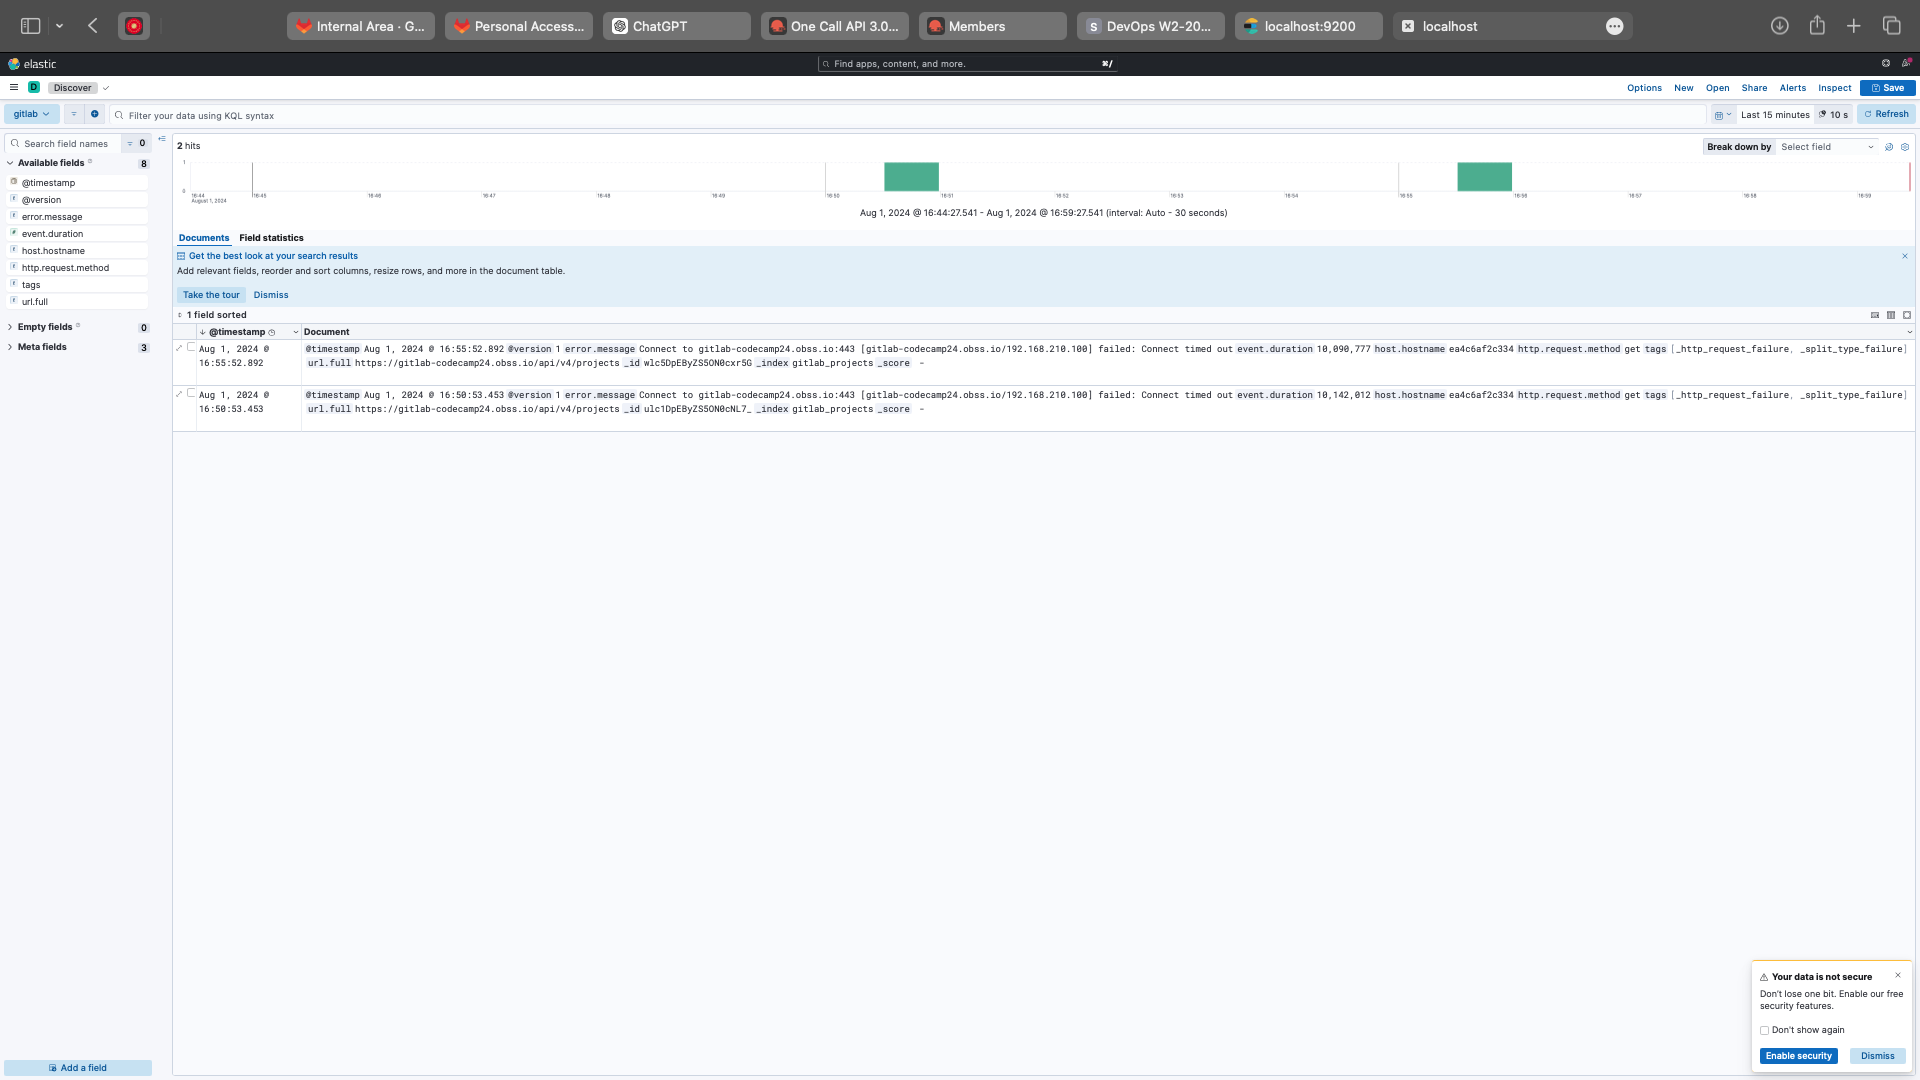 Internal Area · G...
Personal Access...
ChatGPT
One Call API 3.0...
Members
DevOps W2-20...
localhost:9200
localhost
elastic
Find apps, content, and more.
⌘/
D
Discover
Options
New
Open
Share
Alerts
Inspect
Save
gitlab
Filter your data using KQL syntax
Last 15 minutes
10 s
Refresh
Search field names
0
Available fields
8
@timestamp
@version
error.message
event.duration
host.hostname
http.request.method
tags
url.full
Empty fields
0
Meta fields
3
Add a field
2 hits
Break down by
Select field
1
0
16:44
August 1, 2024
16:45
16:46
16:47
16:48
16:49
16:50
16:51
16:52
16:53
16:54
16:55
16:56
16:57
16:58
16:59
Aug 1, 2024 @ 16:44:27.541 - Aug 1, 2024 @ 16:59:27.541 (interval: Auto - 30 seconds)
Documents
Field statistics
Get the best look at your search results
Add relevant fields, reorder and sort columns, resize rows, and more in the document table.
Take the tour
Dismiss
1 field sorted
@timestamp
Document
Aug 1, 2024 @
16:55:52.892
@timestamp Aug 1, 2024 @ 16:55:52.892 @version 1 error.message Connect to gitlab-codecamp24.obss.io:443 [gitlab-codecamp24.obss.io/192.168.210.100] failed: Connect timed out event.duration 10,090,777 host.hostname ea4c6af2c334 http.request.method get tags [_http_request_failure, _split_type_failure]
url.full https://gitlab-codecamp24.obss.io/api/v4/projects _id wlc5DpEByZS5ON0cxr5G _index gitlab_projects _score -
Aug 1, 2024 @
16:50:53.453
@timestamp Aug 1, 2024 @ 16:50:53.453 @version 1 error.message Connect to gitlab-codecamp24.obss.io:443 [gitlab-codecamp24.obss.io/192.168.210.100] failed: Connect timed out event.duration 10,142,012 host.hostname ea4c6af2c334 http.request.method get tags [_http_request_failure, _split_type_failure]
url.full https://gitlab-codecamp24.obss.io/api/v4/projects _id ulc1DpEByZS5ON0cNL7_ _index gitlab_projects _score -
Your data is not secure
Don't lose one bit. Enable our free
security features.
Don't show again
Enable security
Dismiss